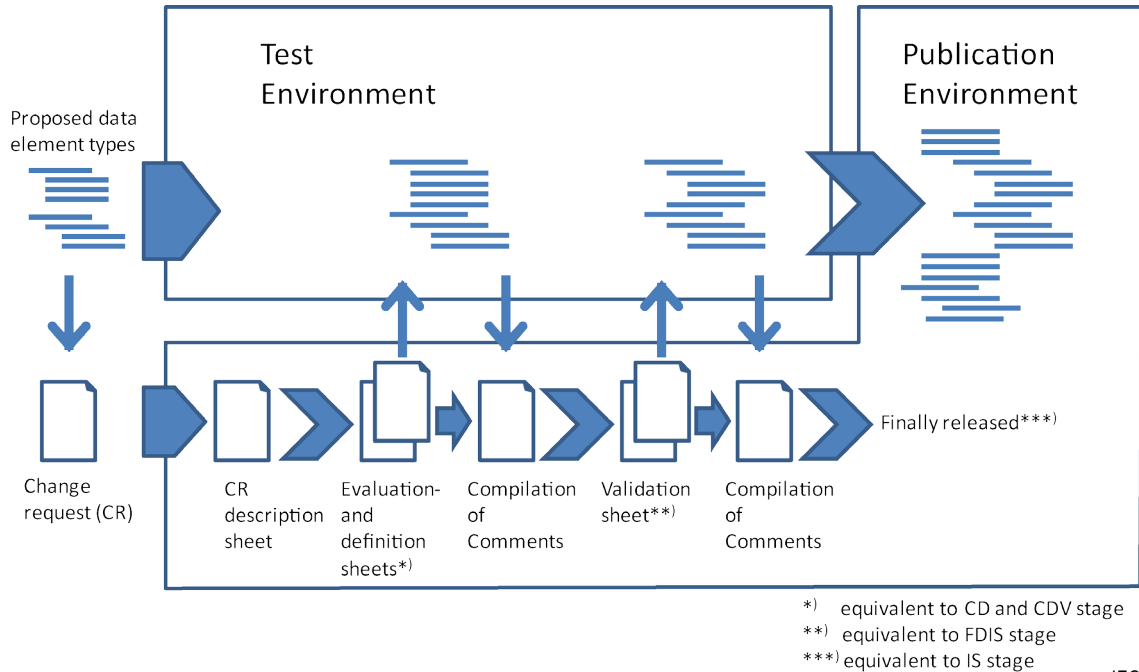 Test
Environment
Publication
Environment
Proposed data
element types
Finally released***)
Change
request (CR)
CR
description
sheet
Evaluation-
and
definition
sheets*)
Compilation
of
Comments
Validation
sheet**)
Compilation
of
Comments
*) equivalent to CD and CDV stage
**) equivalent to FDIS stage
***) equivalent to IS stage